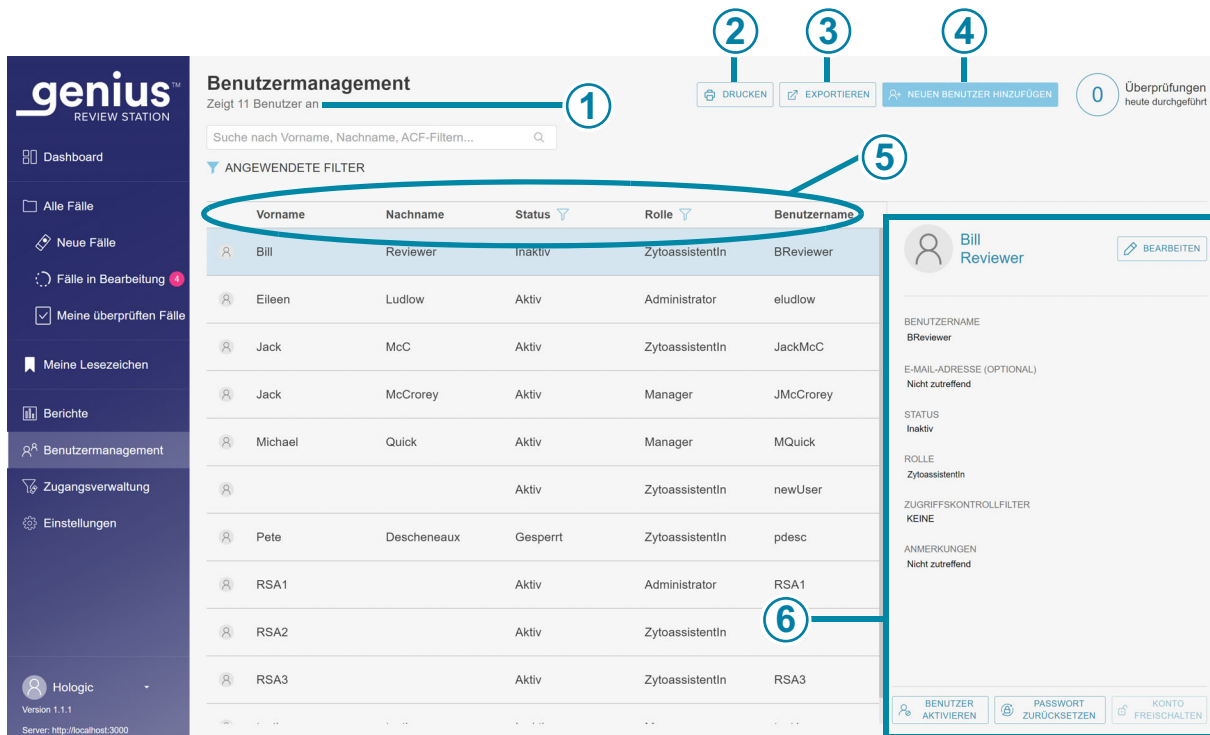 2
3
4
genius™
REVIEW STATION
Dashboard
Alle Fälle
Neue Fälle
Fälle in Bearbeitung 4
Meine überprüften Fälle
Meine Lesezeichen
Berichte
Benutzermanagement
Zugangsverwaltung
Einstellungen
Hologic
Version 1.1.1
Server: http://localhost:3000
Benutzermanagement
Zeigt 11 Benutzer an
1
DRUCKEN
EXPORTIEREN
NEUEN BENUTZER HINZUFÜGEN
0
Überprüfungen
heute durchgeführt
Suche nach Vorname, Nachname, ACF-Filtern...
ANGEWENDETE FILTER
5
Vorname Nachname Status Rolle Benutzername
Bill Reviewer Inaktiv ZytoassistentIn BReviewer
Eileen Ludlow Aktiv Administrator eludlow
Jack McC Aktiv ZytoassistentIn JackMcC
Jack McCrorey Aktiv Manager JMcCrorey
Michael Quick Aktiv Manager MQuick
Aktiv ZytoassistentIn newUser
Pete Descheneaux Gesperrt ZytoassistentIn pdesc
RSA1 Aktiv Administrator RSA1
RSA2 Aktiv ZytoassistentIn
RSA3 Aktiv ZytoassistentIn RSA3
6
Bill
Reviewer
BEARBEITEN
BENUTZERNAME
BReviewer
E-MAIL-ADRESSE (OPTIONAL)
Nicht zutreffend
STATUS
Inaktiv
ROLLE
ZytoassistentIn
ZUGRIFFSKONTROLLFILTER
KEINE
ANMERKUNGEN
Nicht zutreffend
BENUTZER
AKTIVIEREN
PASSWORT
ZURÜCKSETZEN
KONTO
FREISCHALTEN